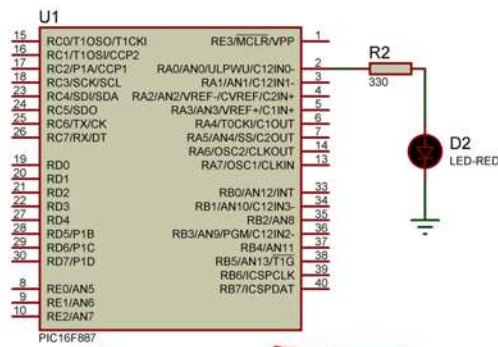 U1
15 RC0/T1OSO/T1CKI
16 RC1/T1OSI/CCP2
17 RC2/P1A/CCP1
18 RC3/SCK/SCL
23 RC4/SDI/SDA
24 RC5/SDO
25 RC6/TX/CK
26 RC7/RX/DT
19 RD0
20 RD1
21 RD2
22 RD3
27 RD4
28 RD5/P1B
29 RD6/P1C
30 RD7/P1D
8 RE0/AN5
9 RE1/AN6
10 RE2/AN7
RE3/MCLR/VPP 1
RA0/AN0/ULPWU/C12IN0- 2
RA1/AN1/C12IN1- 3
RA2/AN2/VREF-/CVREF/C2IN+ 4
RA3/AN3/VREF+/C1IN+ 5
RA4/T0CKI/C1OUT 6
RA5/AN4/SS/C2OUT 7
RA6/OSC2/CLKOUT 14
RA7/OSC1/CLKIN 13
RB0/AN12/INT 33
RB1/AN10/C12IN3- 34
RB2/AN8 35
RB3/AN9/PGM/C12IN2- 36
RB4/AN11 37
RB5/AN13/T1G 38
RB6/ICSPCLK 39
RB7/ICSPDAT 40
PIC16F887
R2
330
D2
LED-RED